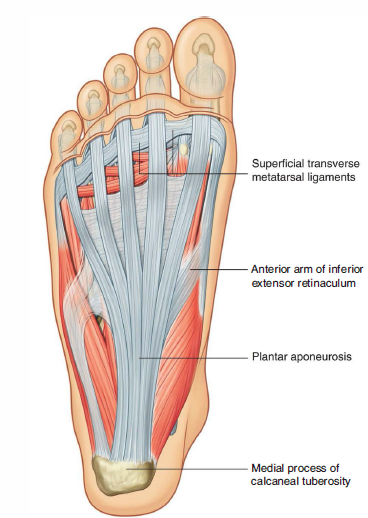 Superficial transverse
metatarsal ligaments
Anterior arm of inferior
extensor retinaculum
Plantar aponeurosis
Medial process of
calcaneal tuberosity